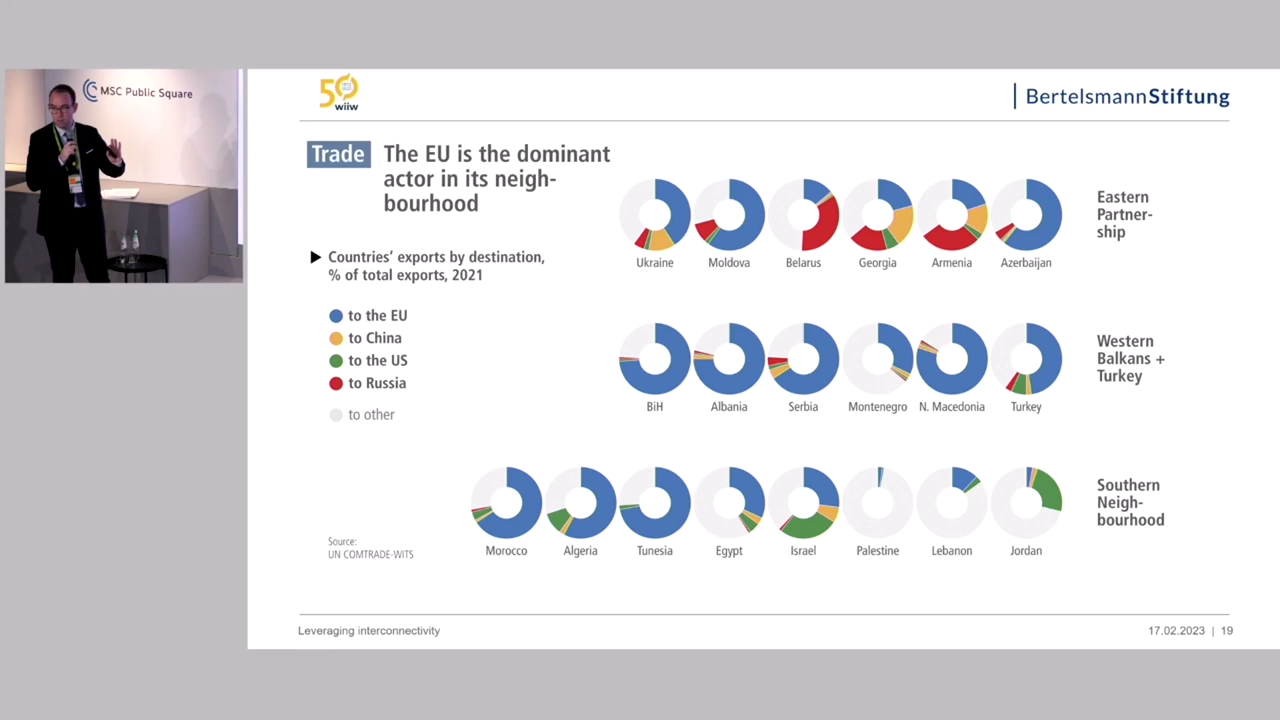 MSC Public Square
50
wiiw
BertelsmannStiftung
Trade
The EU is the dominant
actor in its neigh-
bourhood
Countries' exports by destination,
% of total exports, 2021
to the EU
to China
to the US
to Russia
to other
Ukraine
Moldova
Belarus
Georgia
Armenia
Azerbaijan
Eastern
Partner-
ship
BiH
Albania
Serbia
Montenegro
N. Macedonia
Turkey
Western
Balkans +
Turkey
Morocco
Algeria
Tunesia
Egypt
Israel
Palestine
Lebanon
Jordan
Southern
Neigh-
bourhood
Source:
UN COMTRADE-WITS
Leveraging interconnectivity
17.02.2023 | 19